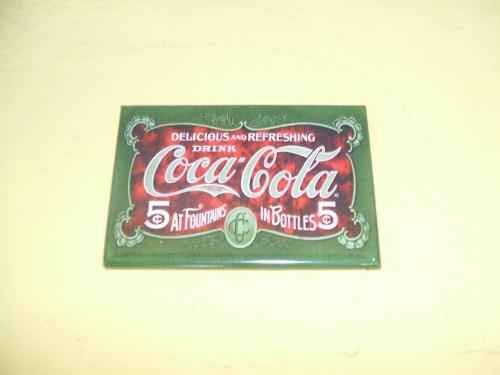 DELICIOUS AND REFRESHING
DRINK
Coca-Cola
5¢ AT FOUNTAINS IN BOTTLES 5¢